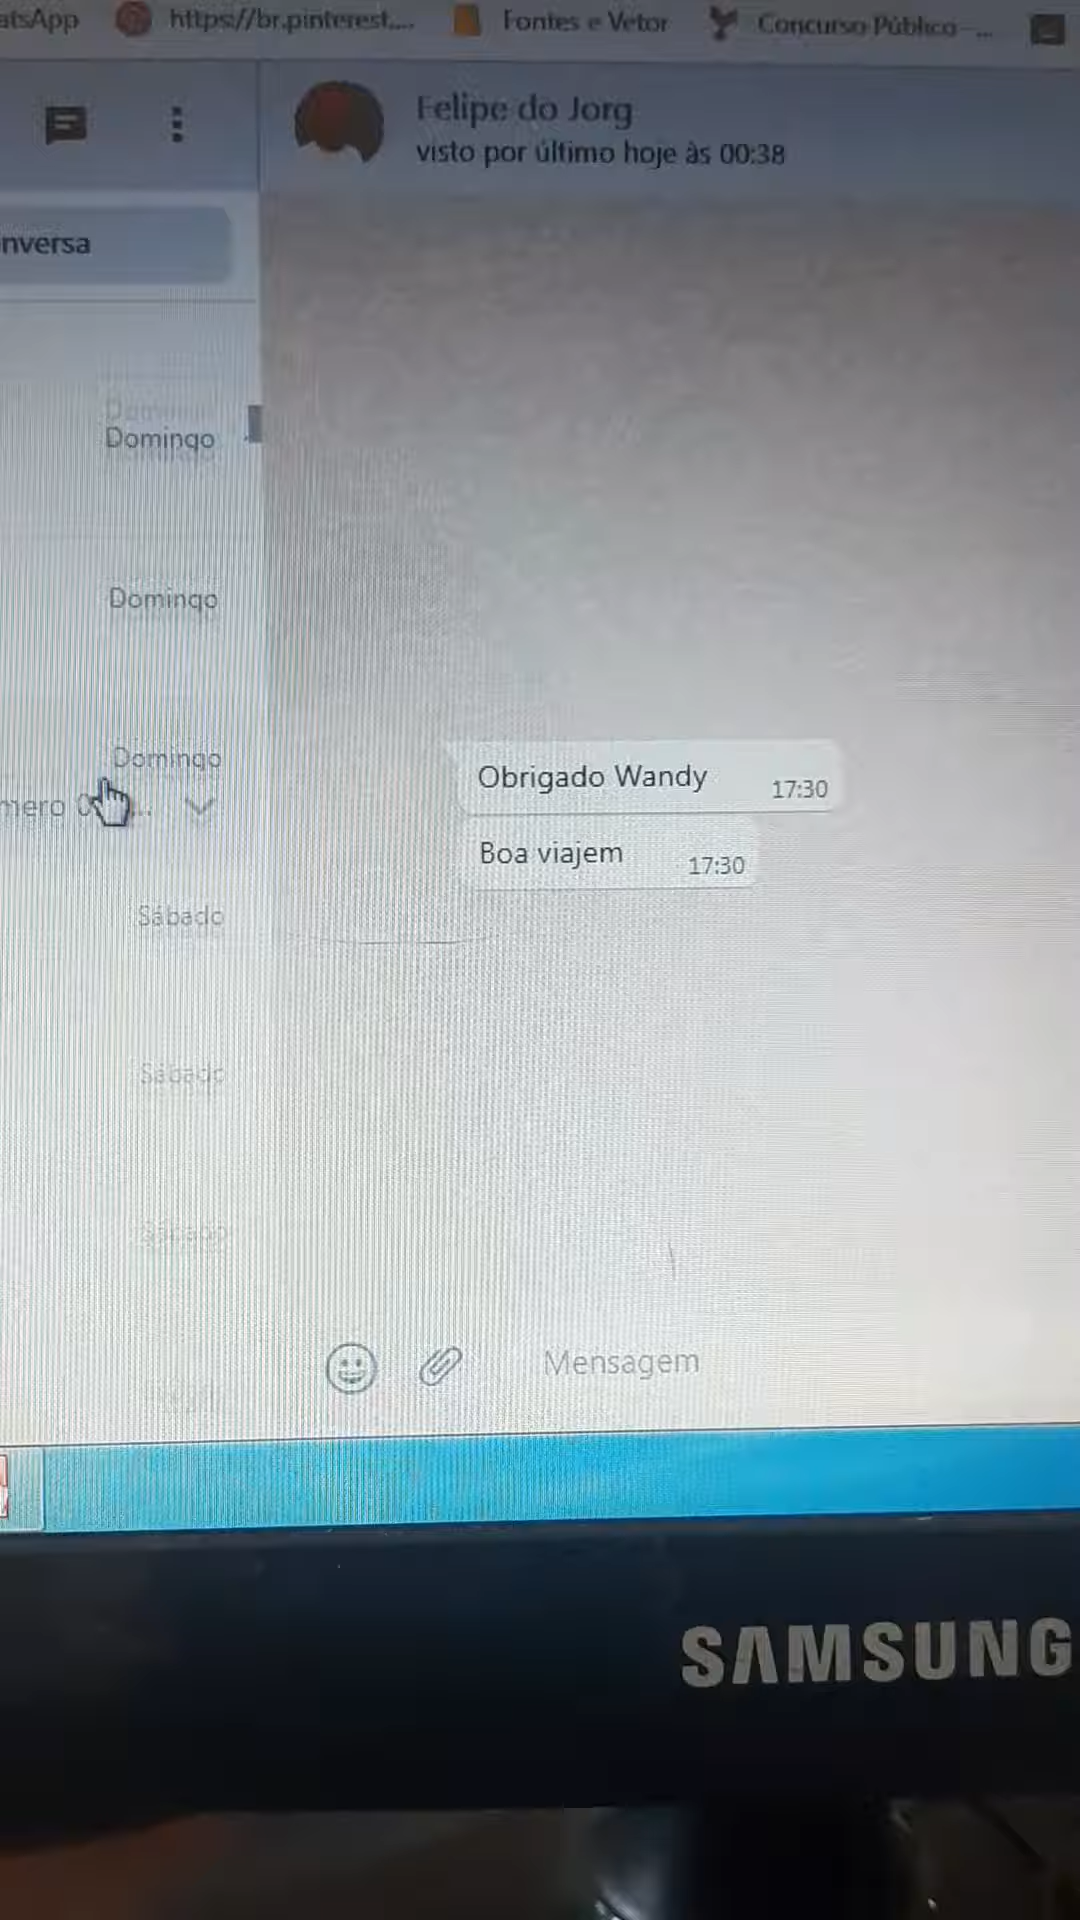 atsApp
https://br.pinterest....
Fontes e Vetor
Concurso Público - ...
Felipe do Jorg
visto por último hoje às 00:38
nversa
Domingo
Domingo
Domingo
mero
Obrigado Wandy 17:30
Boa viajem 17:30
Sábado
Sábado
Sábado
Mensagem
SAMSUNG